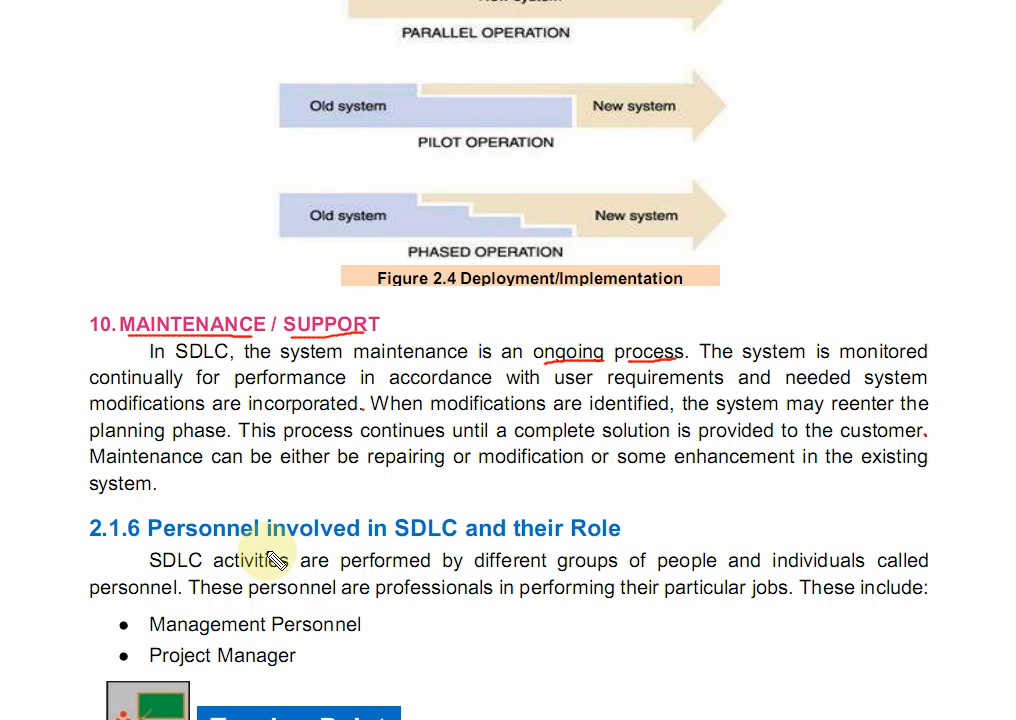 PARALLEL OPERATION
Old system New system
PILOT OPERATION
Old system New system
PHASED OPERATION
Figure 2.4 Deployment/Implementation
10. MAINTENANCE / SUPPORT
In SDLC, the system maintenance is an ongoing process. The system is monitored
continually for performance in accordance with user requirements and needed system
modifications are incorporated. When modifications are identified, the system may reenter the
planning phase. This process continues until a complete solution is provided to the customer.
Maintenance can be either be repairing or modification or some enhancement in the existing
system.
2.1.6 Personnel involved in SDLC and their Role
SDLC activities are performed by different groups of people and individuals called
personnel. These personnel are professionals in performing their particular jobs. These include:
● Management Personnel
● Project Manager